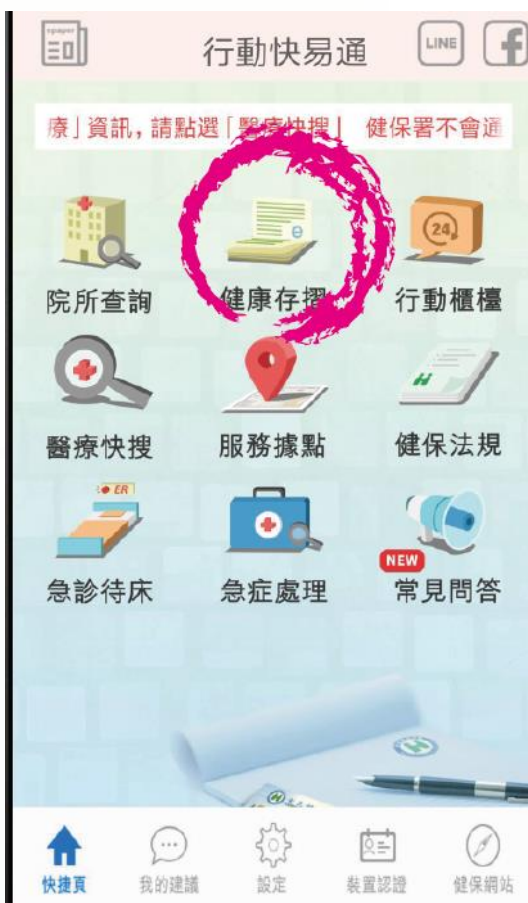 epaper
行動快易通
LINE
療」資訊，請點選「醫療快搜」 健保署不會通
24
院所查詢
健康存摺
行動櫃檯
醫療快搜
服務據點
健保法規
ER
急診待床
急症處理
NEW
常見問答
快捷頁
我的建議
設定
裝置認證
健保網站